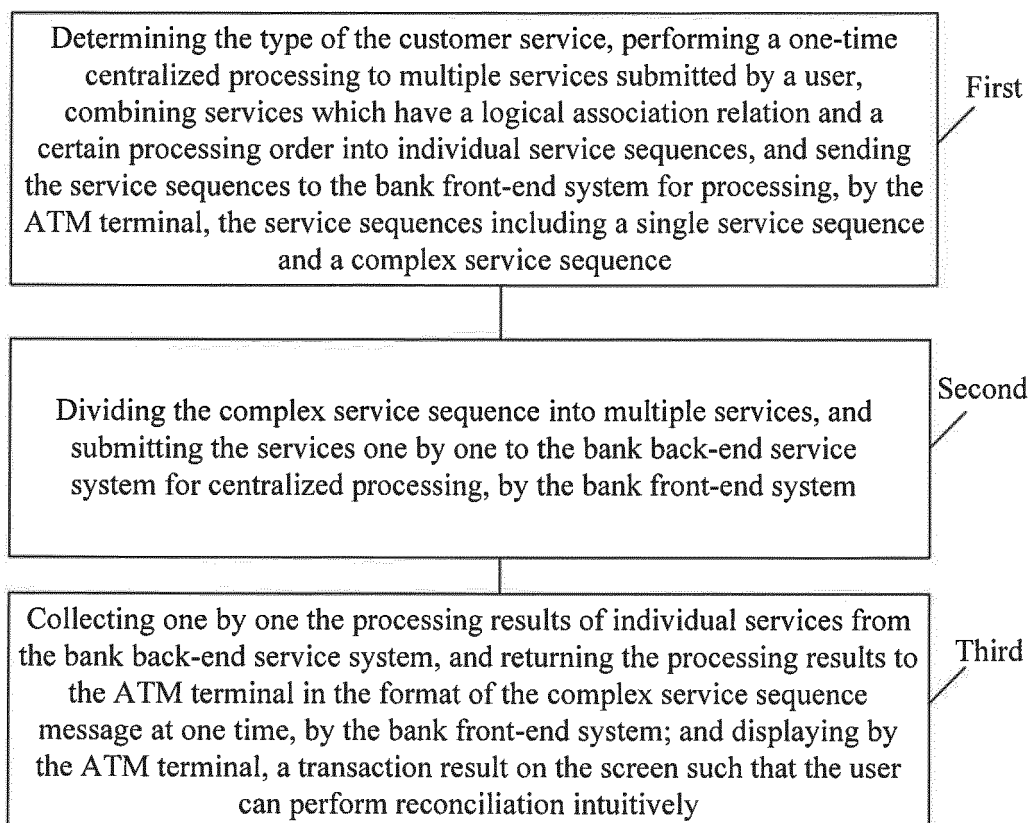 Determining the type of the customer service, performing a one-time
centralized processing to multiple services submitted by a user,
combining services which have a logical association relation and a
certain processing order into individual service sequences, and sending
the service sequences to the bank front-end system for processing, by the
ATM terminal, the service sequences including a single service sequence
and a complex service sequence
First
Dividing the complex service sequence into multiple services, and
submitting the services one by one to the bank back-end service
system for centralized processing, by the bank front-end system
Second
Collecting one by one the processing results of individual services from
the bank back-end service system, and returning the processing results to
the ATM terminal in the format of the complex service sequence
message at one time, by the bank front-end system; and displaying by
the ATM terminal, a transaction result on the screen such that the user
can perform reconciliation intuitively
Third